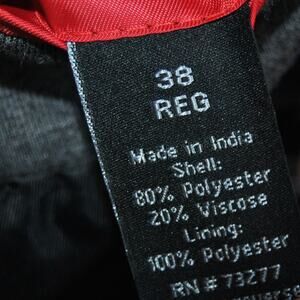 38
REG
Made in India
Shell:
80% Polyester
20% Viscose
Lining:
100% Polyester
RN # 73277